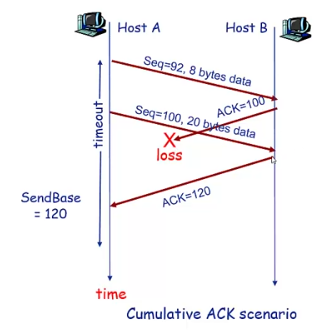 Host A
Host B
Seq=92, 8 bytes data
ACK=100
Seq=100, 20 bytes data
timeout
X
loss
ACK=120
SendBase
= 120
time
Cumulative ACK scenario